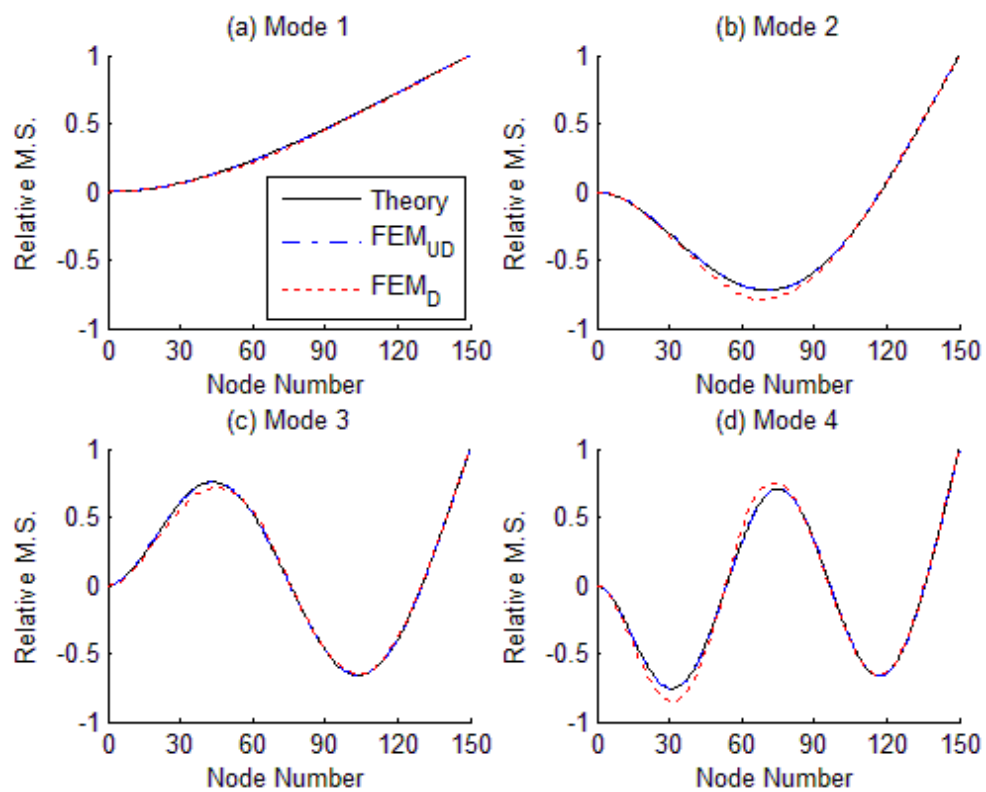 (a) Mode 1
1
0.5
0
-0.5
-1
Relative M.S.
0 30 60 90 120 150
Node Number
Theory
FEM_UD
FEM_D
(b) Mode 2
1
0.5
0
-0.5
-1
Relative M.S.
0 30 60 90 120 150
Node Number
(c) Mode 3
1
0.5
0
-0.5
-1
Relative M.S.
0 30 60 90 120 150
Node Number
(d) Mode 4
1
0.5
0
-0.5
-1
Relative M.S.
0 30 60 90 120 150
Node Number